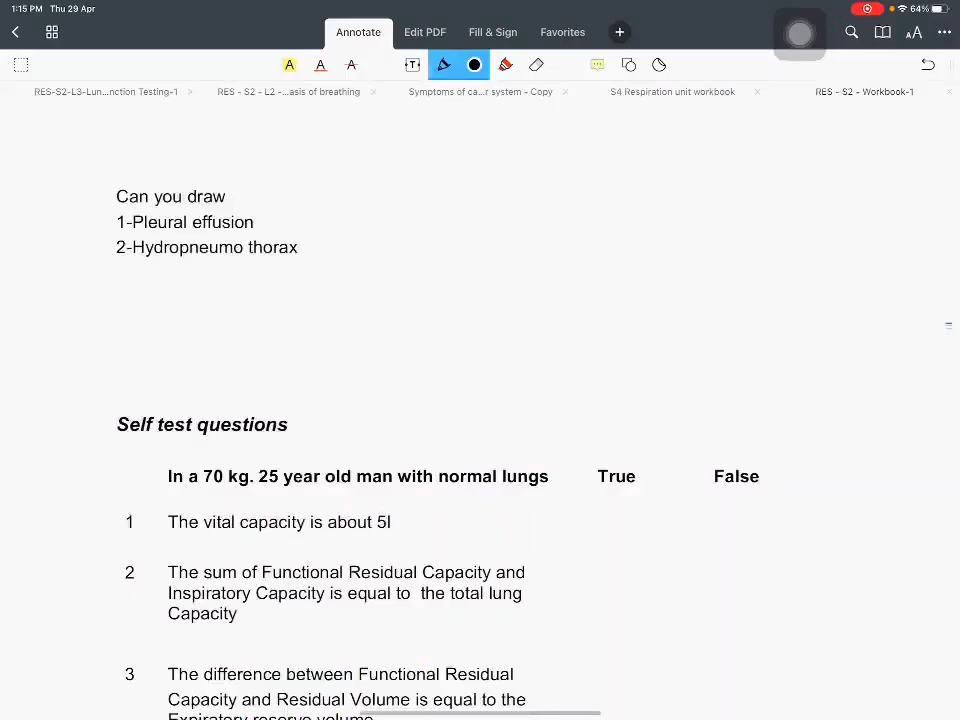 1:15 PM Thu 29 Apr
64%
Annotate Edit PDF Fill & Sign Favorites
RES-S2-L3-Lun...nction Testing-1
RES - S2 - L2 -...asis of breathing
Symptoms of ca...r system - Copy
S4 Respiration unit workbook
RES - S2 - Workbook-1
Can you draw
1-Pleural effusion
2-Hydropneumo thorax
Self test questions
In a 70 kg. 25 year old man with normal lungs True False
1 The vital capacity is about 5l
2 The sum of Functional Residual Capacity and
Inspiratory Capacity is equal to the total lung
Capacity
3 The difference between Functional Residual
Capacity and Residual Volume is equal to the
Expiratory reserve volume